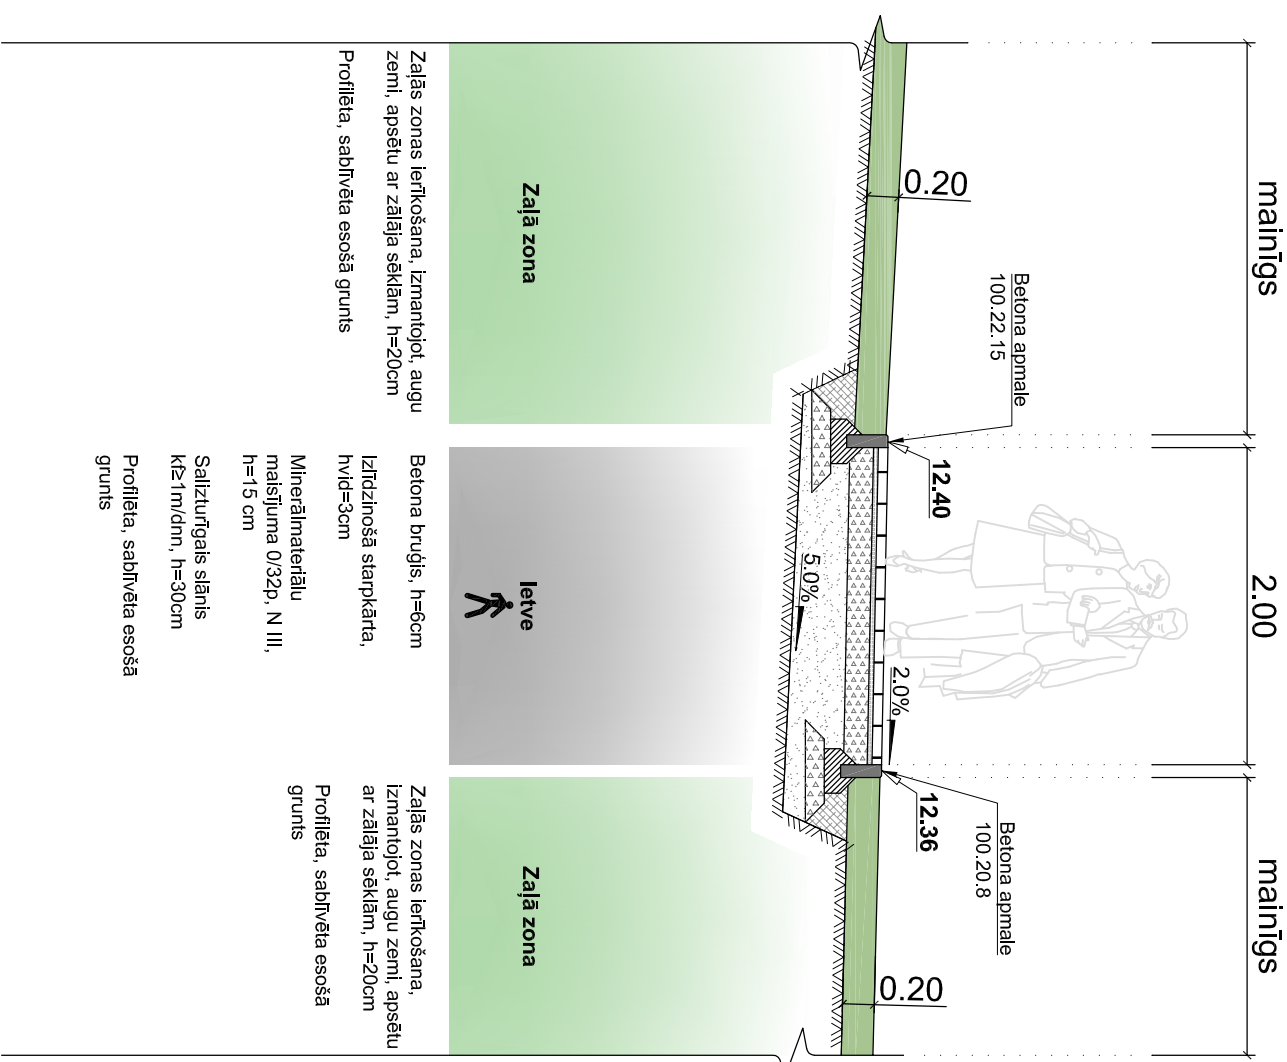 mainīgs
2.00
mainīgs
Betona apmale
100.22.15
Betona apmale
100.20.8
0.20
12.40
12.36
0.20
2.0%
5.0%
Zaļā zona
Ietve
Zaļā zona
Zaļās zonas ierīkošana, izmantojot, augu
zemi, apsētu ar zālāja sēklām, h=20cm
Profilēta, sablīvēta esošā grunts
Betona bruģis, h=6cm
Izlīdzinošā starpkārta,
hvid=3cm
Minerālmateriālu
maisījuma 0/32p, N III,
h=15 cm
Salizturīgais slānis
kf≥1m/dnn, h=30cm
Profilēta, sablīvēta esošā
grunts
Zaļās zonas ierīkošana,
izmantojot, augu zemi, apsētu
ar zālāja sēklām, h=20cm
Profilēta, sablīvēta esošā
grunts